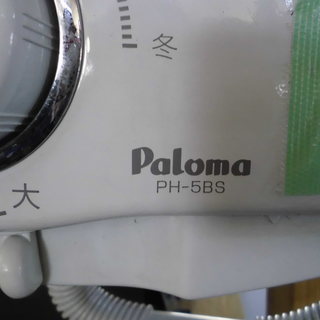 冬
Paloma
PH-5BS
大